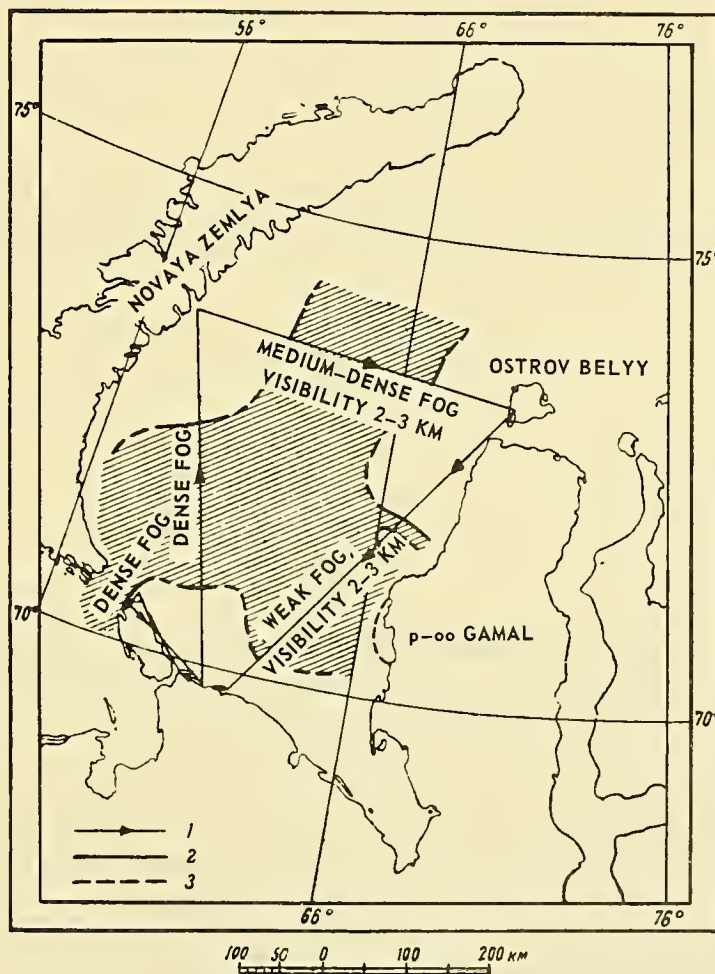 56°
66°
76°
75°
NOVAYA ZEMLYA
75°
MEDIUM-DENSE FOG
VISIBILITY 2-3 KM
OSTROV BELYY
DENSE FOG
DENSE FOG
WEAK FOG,
VISIBILITY 2-3 KM
70°
p-oo GAMAL
70°
1
2
3
66°
76°
100 50 0 100 200 км